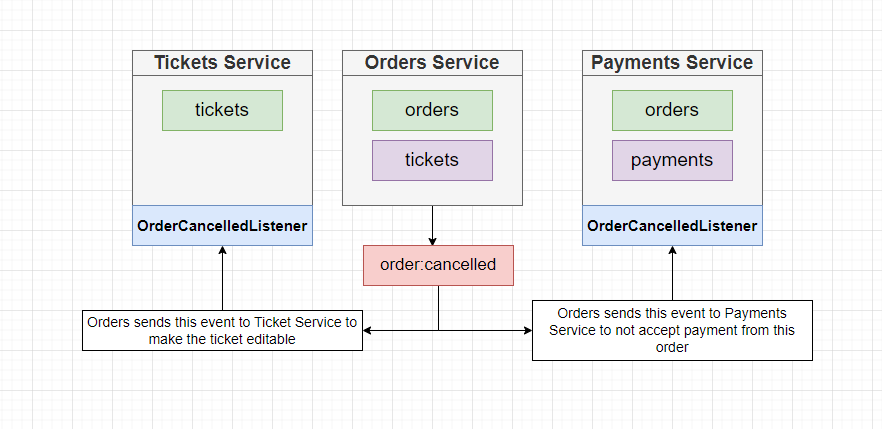 Tickets Service
Orders Service
Payments Service
tickets
orders
orders
tickets
payments
OrderCancelledListener
OrderCancelledListener
order:cancelled
Orders sends this event to Ticket Service to
make the ticket editable
Orders sends this event to Payments
Service to not accept payment from this
order